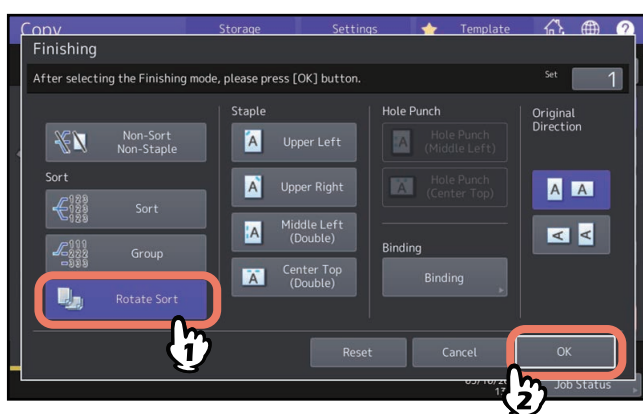 Copy
Storage
Settings
Template
?
Finishing
After selecting the Finishing mode, please press [OK] button.
Set
1
Non-Sort
Non-Staple
Sort
Sort
Group
Rotate Sort
Staple
A
Upper Left
A
Upper Right
A
Middle Left
(Double)
A
Center Top
(Double)
Hole Punch
A
Hole Punch
(Middle Left)
A
Hole Punch
(Center Top)
Binding
Binding
Original
Direction
A A
A A
Reset
Cancel
OK
Job Status
1
2